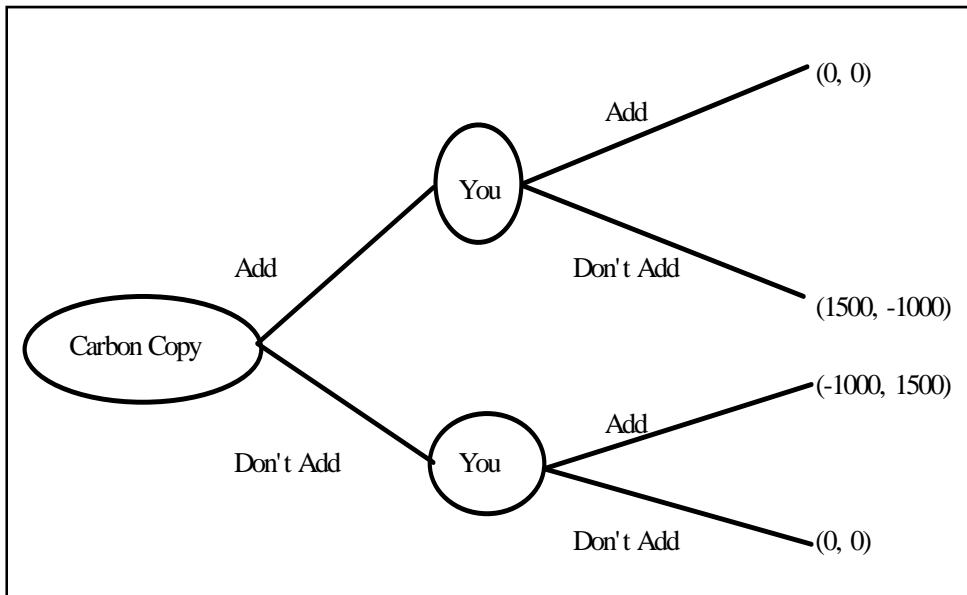 (0, 0)
Add
You
Don't Add
Add
(1500, -1000)
Carbon Copy
(-1000, 1500)
Add
Don't Add
You
Don't Add
(0, 0)